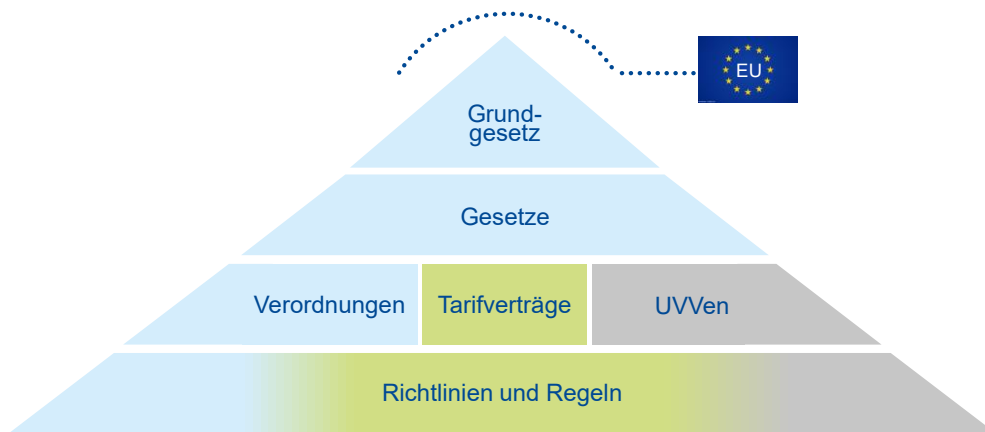 EU
Grund-
gesetz
Gesetze
Verordnungen
Tarifverträge
UVVen
Richtlinien und Regeln